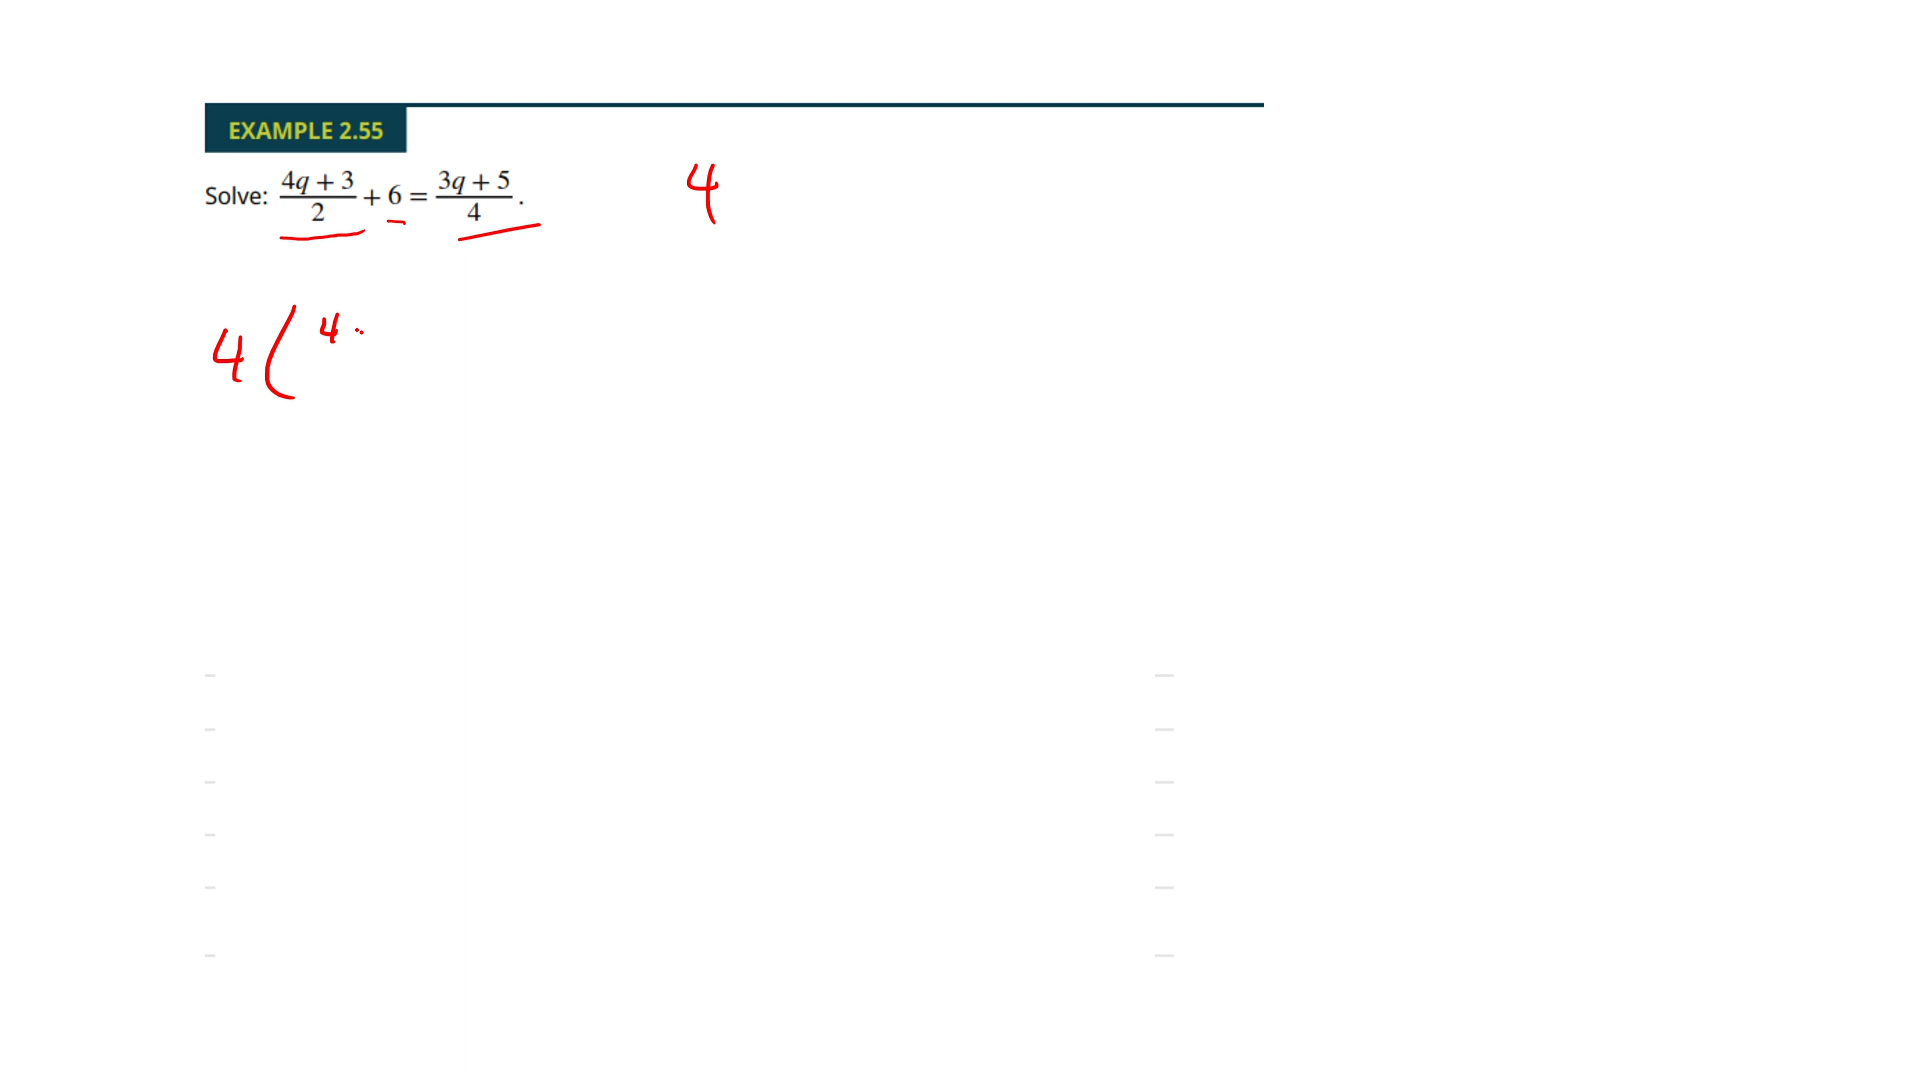 EXAMPLE 2.55
Solve: (4q + 3)/2 + 6 = (3q + 5)/4 .
4
4 ( 4